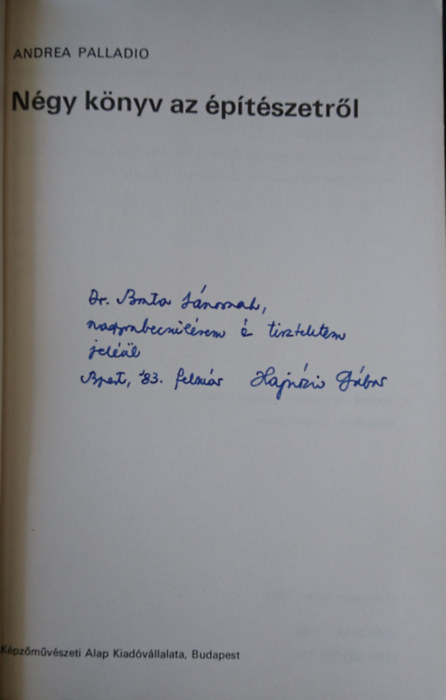 ANDREA PALLADIO
Négy könyv az építészetről
Dr. Bonta Jánosnak,
nagyrabecsülésem és tiszteletem
jeléül
Bpest, '83. február Hajnóczi Gábor
Képzőművészeti Alap Kiadóvállalata, Budapest